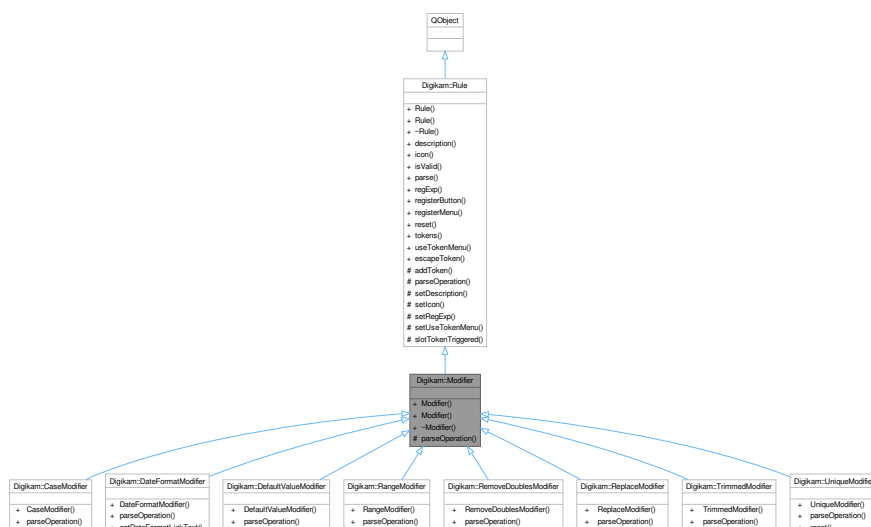 QObject
Digikam::Rule
+ Rule()
+ Rule()
+ ~Rule()
+ description()
+ icon()
+ isValid()
+ parse()
+ regExp()
+ registerButton()
+ registerMenu()
+ reset()
+ tokens()
+ useTokenMenu()
+ escapeToken()
# addToken()
# parseOperation()
# setDescription()
# setIcon()
# setRegExp()
# setUseTokenMenu()
# slotTokenTriggered()
Digikam::Modifier
+ Modifier()
+ Modifier()
+ ~Modifier()
# parseOperation()
Digikam::CaseModifier
+ CaseModifier()
+ parseOperation()
Digikam::DateFormatModifier
+ DateFormatModifier()
+ parseOperation()
Digikam::DefaultValueModifier
+ DefaultValueModifier()
+ parseOperation()
Digikam::RangeModifier
+ RangeModifier()
+ parseOperation()
Digikam::RemoveDoublesModifier
+ RemoveDoublesModifier()
+ parseOperation()
Digikam::ReplaceModifier
+ ReplaceModifier()
+ parseOperation()
Digikam::TrimmedModifier
+ TrimmedModifier()
+ parseOperation()
Digikam::UniqueModifie
+ UniqueModifier()
+ parseOperation()